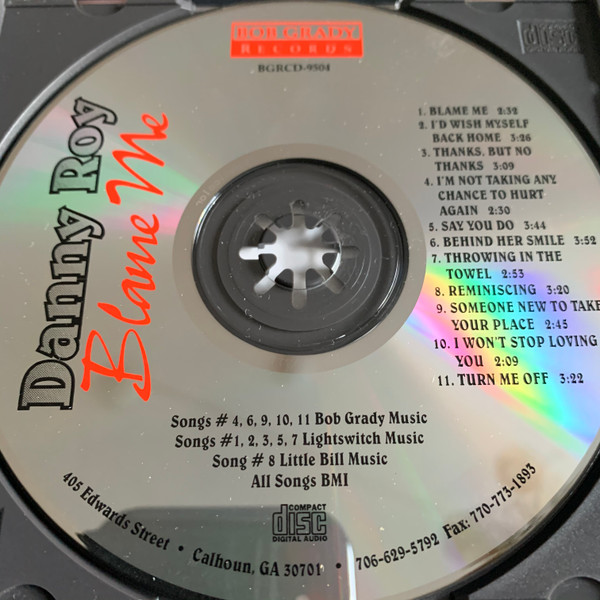 BOB GRADY
RECORDS
BGRCD-9504
disc
Danny Roy
Blame Me
1. BLAME ME 2:32
2. I'D WISH MYSELF
BACK HOME 3:26
3. THANKS, BUT NO
THANKS 3:09
4. I'M NOT TAKING ANY
CHANCE TO HURT
AGAIN 2:30
5. SAY YOU DO 3:44
6. BEHIND HER SMILE 3:52
7. THROWING IN THE
TOWEL 2:53
8. REMINISCING 3:20
9. SOMEONE NEW TO TAKE
YOUR PLACE 2:45
10. I WON'T STOP LOVING
YOU 2:09
11. TURN ME OFF 3:22
Songs # 4, 6, 9, 10, 11 Bob Grady Music
Songs #1, 2, 3, 5, 7 Lightswitch Music
Song # 8 Little Bill Music
All Songs BMI
COMPACT
disc
DIGITAL AUDIO
405 Edwards Street • Calhoun, GA 30701 • 706-629-5792 Fax: 770-773-1893